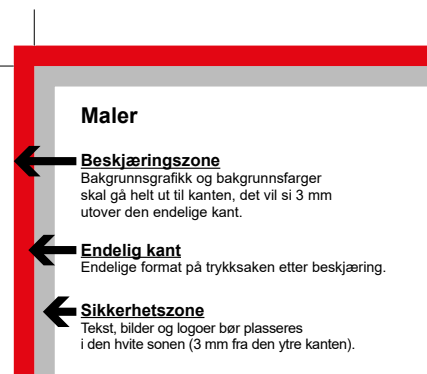 Maler
Beskjæringszone
Bakgrunnsgrafikk og bakgrunnsfarger
skal gå helt ut til kanten, det vil si 3 mm
utover den endelige kant.
Endelig kant
Endelige format på trykksaken etter beskjæring.
Sikkerhetszone
Tekst, bilder og logoer bør plasseres
i den hvite sonen (3 mm fra den ytre kanten).